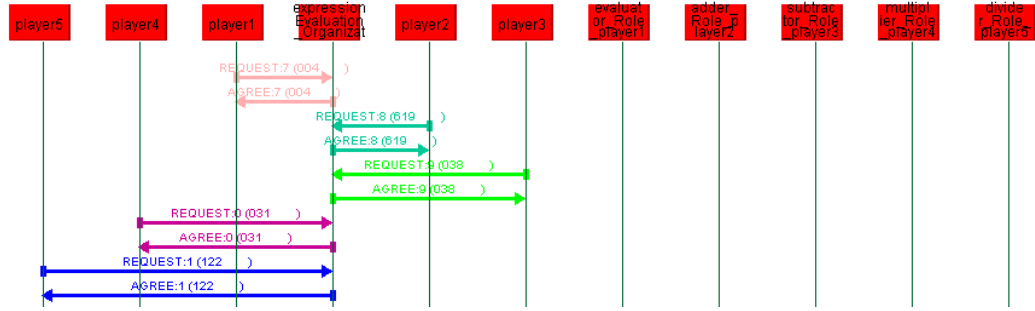 player5
player4
player1
expression
Evaluation
_Organizat
player2
player3
evaluat
or_Role
_player1
adder_
Role_p
layer2
subtrac
tor_Role
_player3
multipl
ier_Role
_player4
divide
r_Role_
player5
REQUEST:7 (004 )
AGREE:7 (004 )
REQUEST:8 (619 )
AGREE:8 (619 )
REQUEST:9 (038 )
AGREE:9 (038 )
REQUEST:0 (031 )
AGREE:0 (031 )
REQUEST:1 (122 )
AGREE:1 (122 )